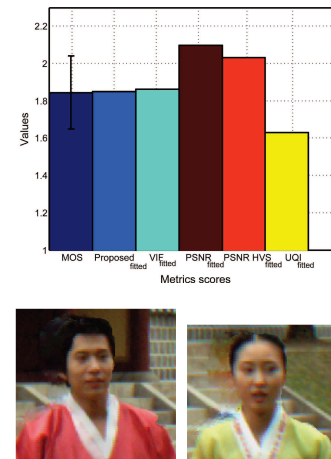 2.2
2
1.8
1.6
1.4
1.2
1
Values
MOS Proposed fitted VIF fitted PSNR fitted PSNR HVS fitted UQI fitted
Metrics scores